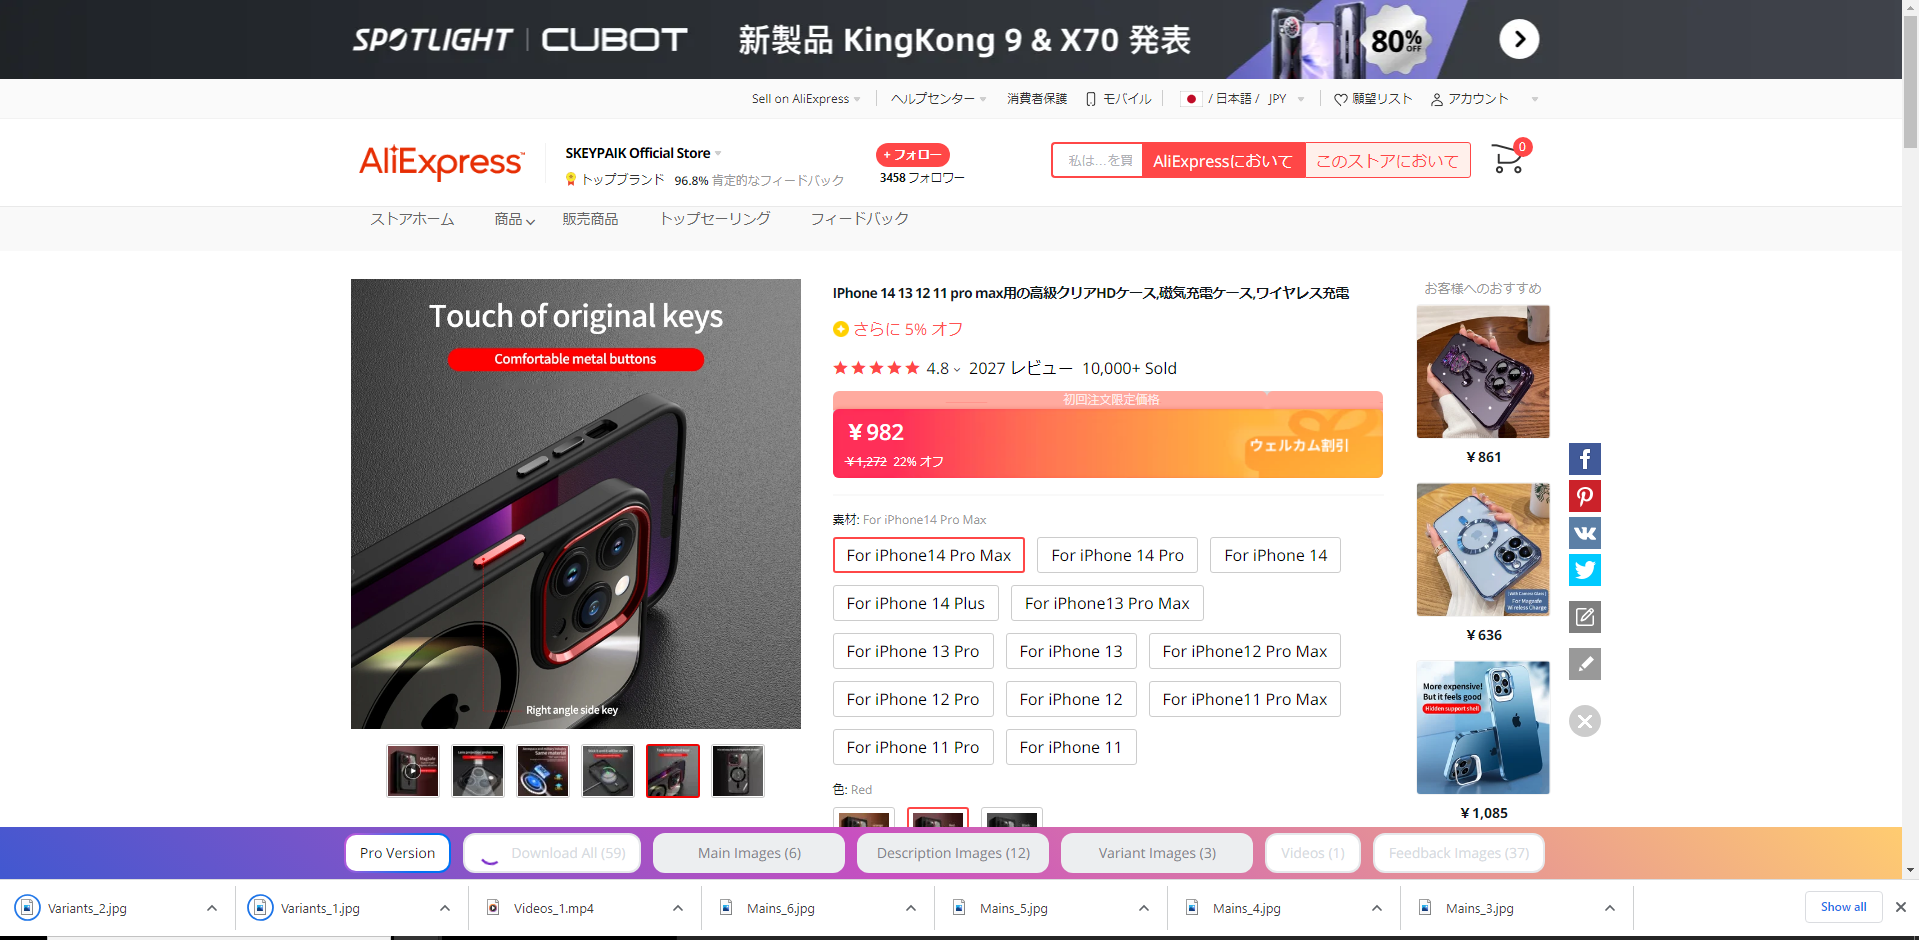 SPOTLIGHT | CUBOT 新製品 KingKong 9 & X70 発表 80% OFF
Sell on AliExpress ヘルプセンター 消費者保護 モバイル / 日本語 / JPY 願望リスト アカウント
AliExpress
SKEYPAIK Official Store
トップブランド 96.8% 肯定的なフィードバック
+ フォロー
3458 フォロワー
私は...を買 AliExpressにおいて このストアにおいて
0
ストアホーム 商品 販売商品 トップセーリング フィードバック
Touch of original keys
Comfortable metal buttons
Right angle side key
IPhone 14 13 12 11 pro max用の高級クリアHDケース,磁気充電ケース,ワイヤレス充電
さらに 5% オフ
4.8 2027 レビュー 10,000+ Sold
初回注文限定価格
¥982
¥1,272 22% オフ
ウェルカム割引
素材: For iPhone14 Pro Max
For iPhone14 Pro Max For iPhone 14 Pro For iPhone 14
For iPhone 14 Plus For iPhone13 Pro Max
For iPhone 13 Pro For iPhone 13 For iPhone12 Pro Max
For iPhone 12 Pro For iPhone 12 For iPhone11 Pro Max
For iPhone 11 Pro For iPhone 11
色: Red
お客様へのおすすめ
¥861
For Magsafe
Wireless Charge
¥636
More expensive!
But it feels good
Hidden support shell
¥1,085
Pro Version Download All (59) Main Images (6) Description Images (12) Variant Images (3) Videos (1) Feedback Images (37)
Variants_2.jpg Variants_1.jpg Videos_1.mp4 Mains_6.jpg Mains_5.jpg Mains_4.jpg Mains_3.jpg Show all